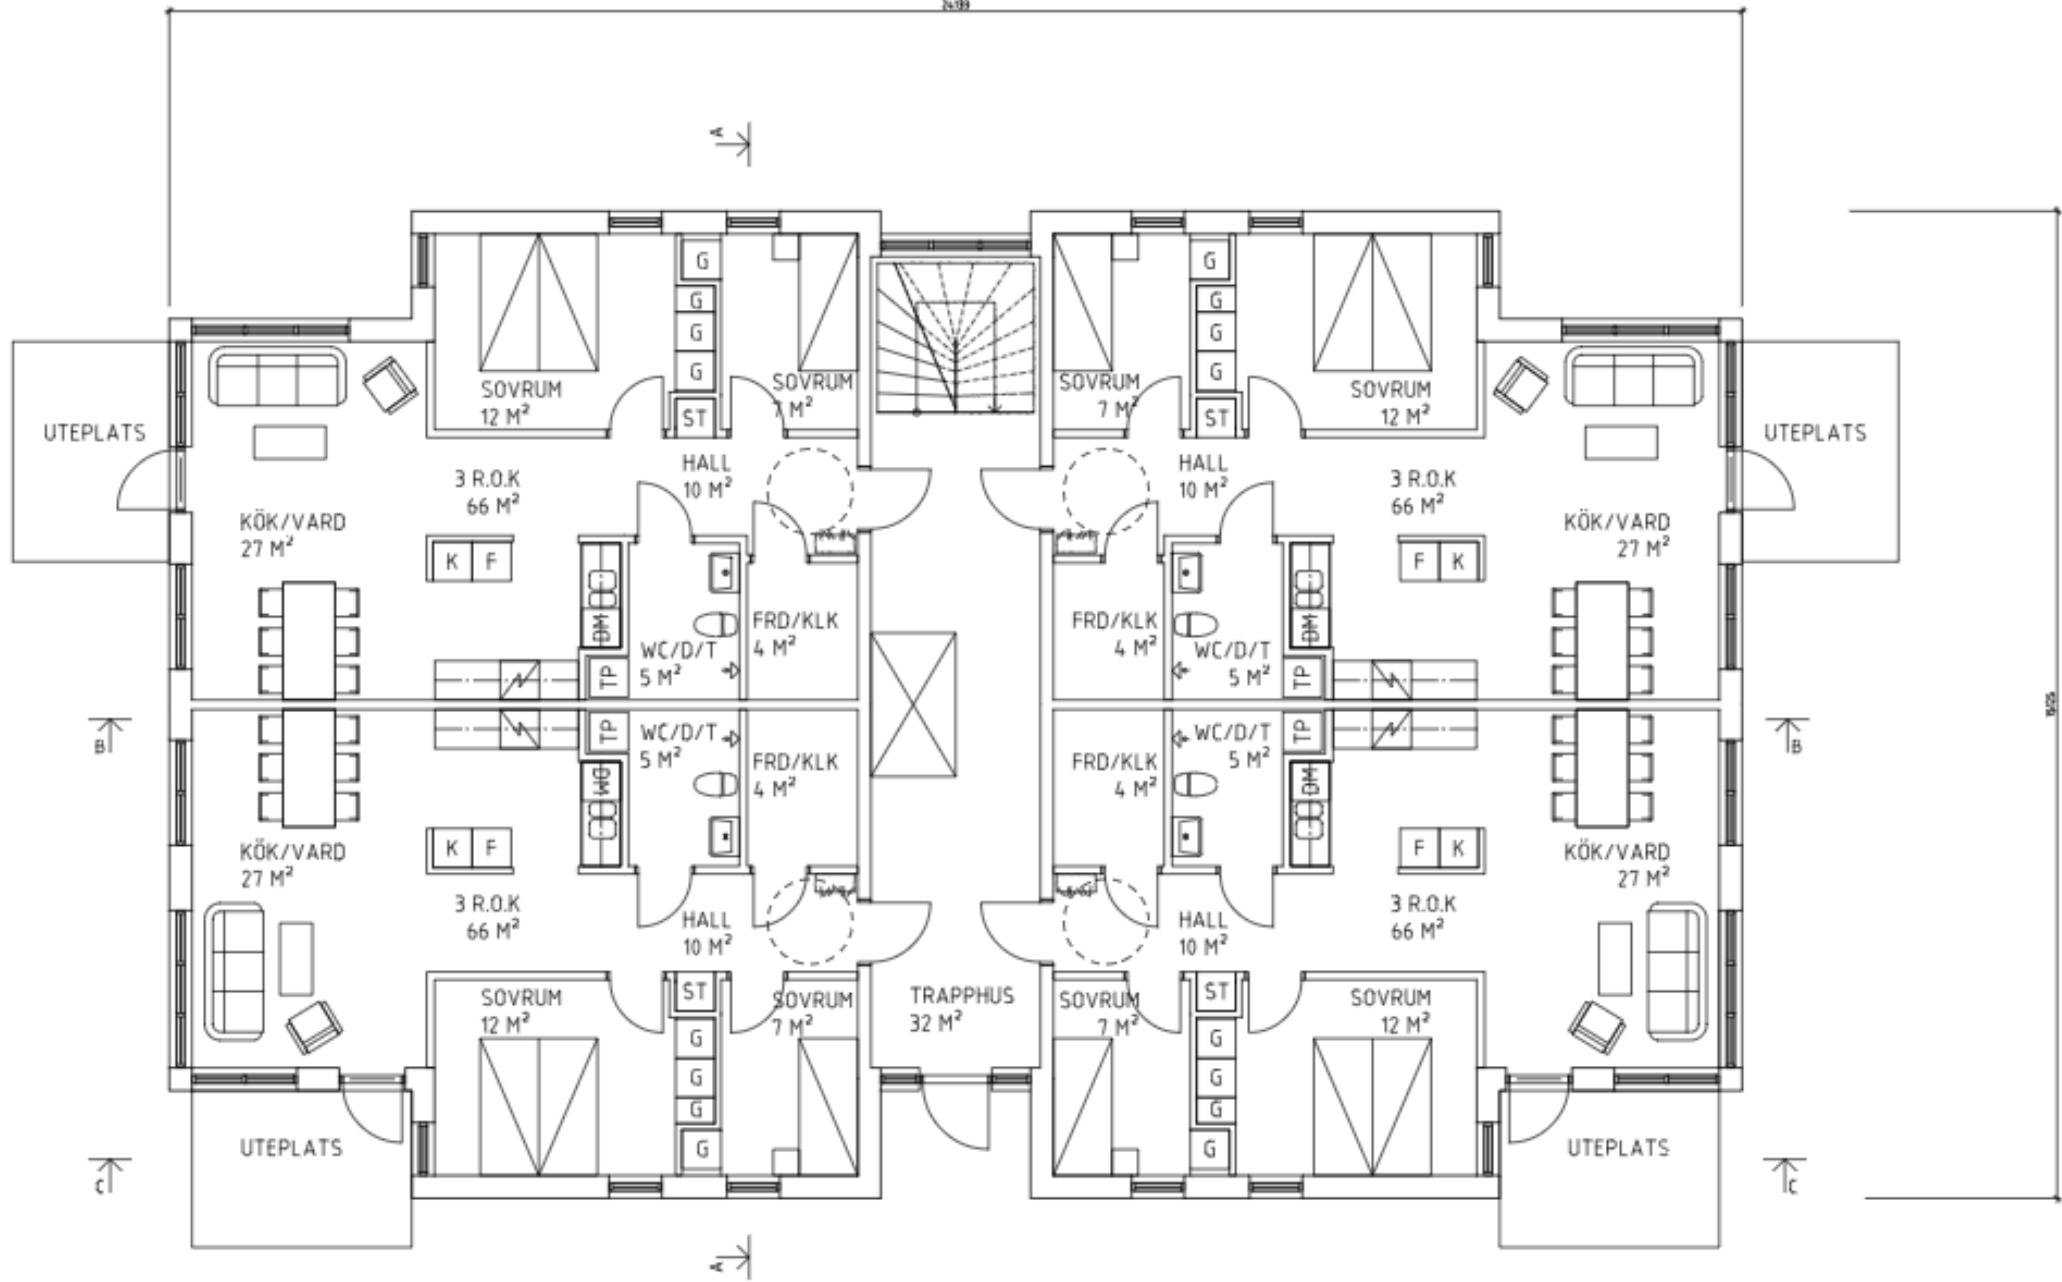 24199
A
G
G
G
G
ST
SOVRUM
12 M²
SOVRUM
7 M²
G
G
G
G
ST
SOVRUM
7 M²
SOVRUM
12 M²
UTEPLATS
UTEPLATS
3 R.O.K
66 M²
HALL
10 M²
HALL
10 M²
3 R.O.K
66 M²
KÖK/VARD
27 M²
KÖK/VARD
27 M²
K F
F K
DM
TP
WC/D/T
5 M²
FRD/KLK
4 M²
FRD/KLK
4 M²
WC/D/T
5 M²
DM
TP
B
B
TP
DM
WC/D/T
5 M²
FRD/KLK
4 M²
FRD/KLK
4 M²
WC/D/T
5 M²
TP
DM
KÖK/VARD
27 M²
K F
F K
KÖK/VARD
27 M²
3 R.O.K
66 M²
HALL
10 M²
HALL
10 M²
3 R.O.K
66 M²
SOVRUM
12 M²
ST
G
G
G
G
SOVRUM
7 M²
TRAPPHUS
32 M²
SOVRUM
7 M²
ST
G
G
G
G
SOVRUM
12 M²
UTEPLATS
UTEPLATS
C
C
A